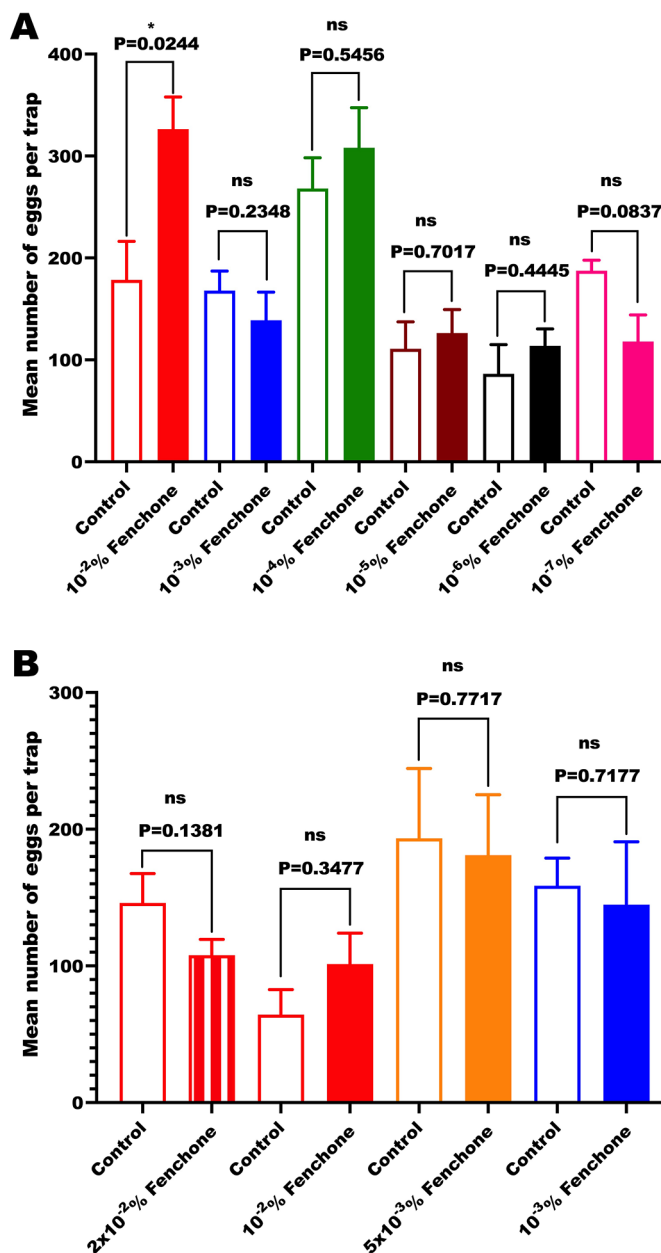 A
*
P=0.0244
ns
P=0.2348
ns
P=0.5456
ns
P=0.7017
ns
P=0.4445
ns
P=0.0837
Mean number of eggs per trap
400
300
200
100
0
Control
10⁻²% Fenchone
Control
10⁻³% Fenchone
Control
10⁻⁴% Fenchone
Control
10⁻⁵% Fenchone
Control
10⁻⁶% Fenchone
Control
10⁻⁷% Fenchone
B
ns
P=0.1381
ns
P=0.3477
ns
P=0.7717
ns
P=0.7177
Mean number of eggs per trap
300
200
100
0
Control
2x10⁻²% Fenchone
Control
10⁻²% Fenchone
Control
5x10⁻³% Fenchone
Control
10⁻³% Fenchone